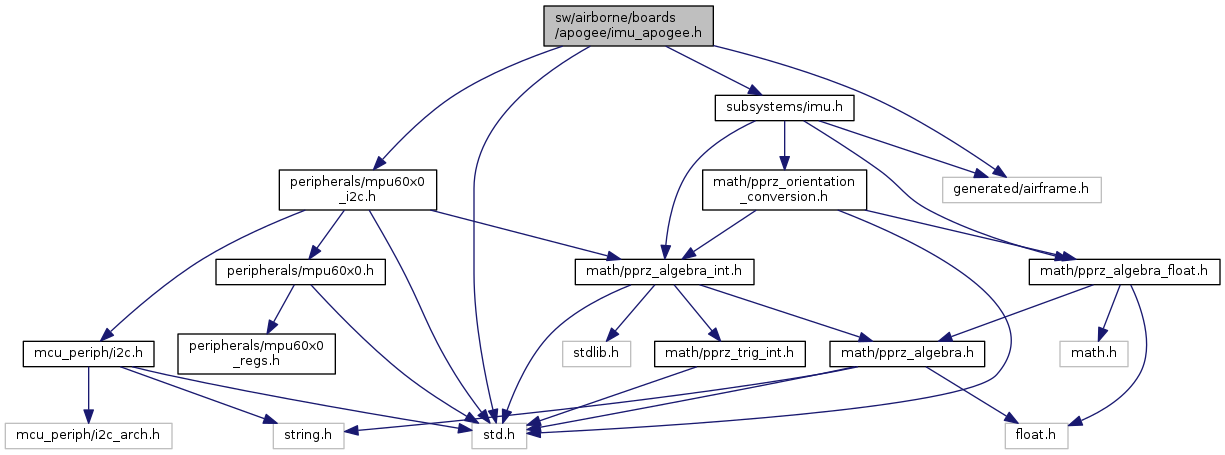 sw/airborne/boards
/apogee/imu_apogee.h
subsystems/imu.h
peripherals/mpu60x0
_i2c.h
math/pprz_orientation
_conversion.h
generated/airframe.h
peripherals/mpu60x0.h
math/pprz_algebra_int.h
math/pprz_algebra_float.h
mcu_periph/i2c.h
peripherals/mpu60x0
_regs.h
stdlib.h
math/pprz_trig_int.h
math/pprz_algebra.h
math.h
mcu_periph/i2c_arch.h
string.h
std.h
float.h